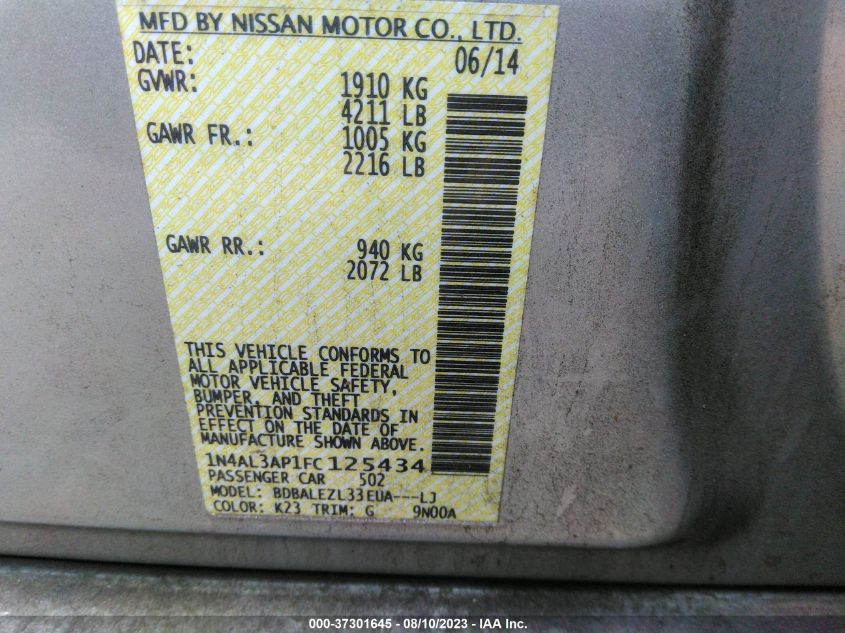 MFD BY NISSAN MOTOR CO., LTD.
DATE: 06/14
GVWR: 1910 KG
4211 LB
GAWR FR.: 1005 KG
2216 LB
GAWR RR.: 940 KG
2072 LB
THIS VEHICLE CONFORMS TO
ALL APPLICABLE FEDERAL
MOTOR VEHICLE SAFETY,
BUMPER, AND THEFT
PREVENTION STANDARDS IN
EFFECT ON THE DATE OF
MANUFACTURE SHOWN ABOVE.
1N4AL3AP1FC125434
PASSENGER CAR 502
MODEL: BDBALEZL33EUA---LJ
COLOR: K23 TRIM: G 9N00A
000-37301645 - 08/10/2023 - IAA Inc.